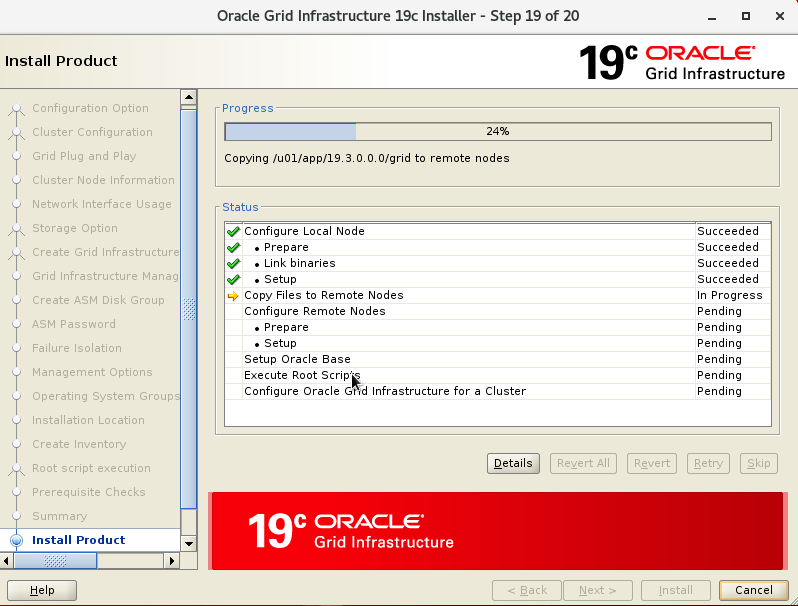 Oracle Grid Infrastructure 19c Installer - Step 19 of 20
Install Product
19c ORACLE
Grid Infrastructure
Configuration Option
Cluster Configuration
Grid Plug and Play
Cluster Node Information
Network Interface Usage
Storage Option
Create Grid Infrastructure
Grid Infrastructure Manag
Create ASM Disk Group
ASM Password
Failure Isolation
Management Options
Operating System Groups
Installation Location
Create Inventory
Root script execution
Prerequisite Checks
Summary
Install Product
Progress
24%
Copying /u01/app/19.3.0.0.0/grid to remote nodes
Status
Configure Local Node Succeeded
• Prepare Succeeded
• Link binaries Succeeded
• Setup Succeeded
Copy Files to Remote Nodes In Progress
Configure Remote Nodes Pending
• Prepare Pending
• Setup Pending
Setup Oracle Base Pending
Execute Root Scripts Pending
Configure Oracle Grid Infrastructure for a Cluster Pending
Details Revert All Revert Retry Skip
19c ORACLE
Grid Infrastructure
Help < Back Next > Install Cancel